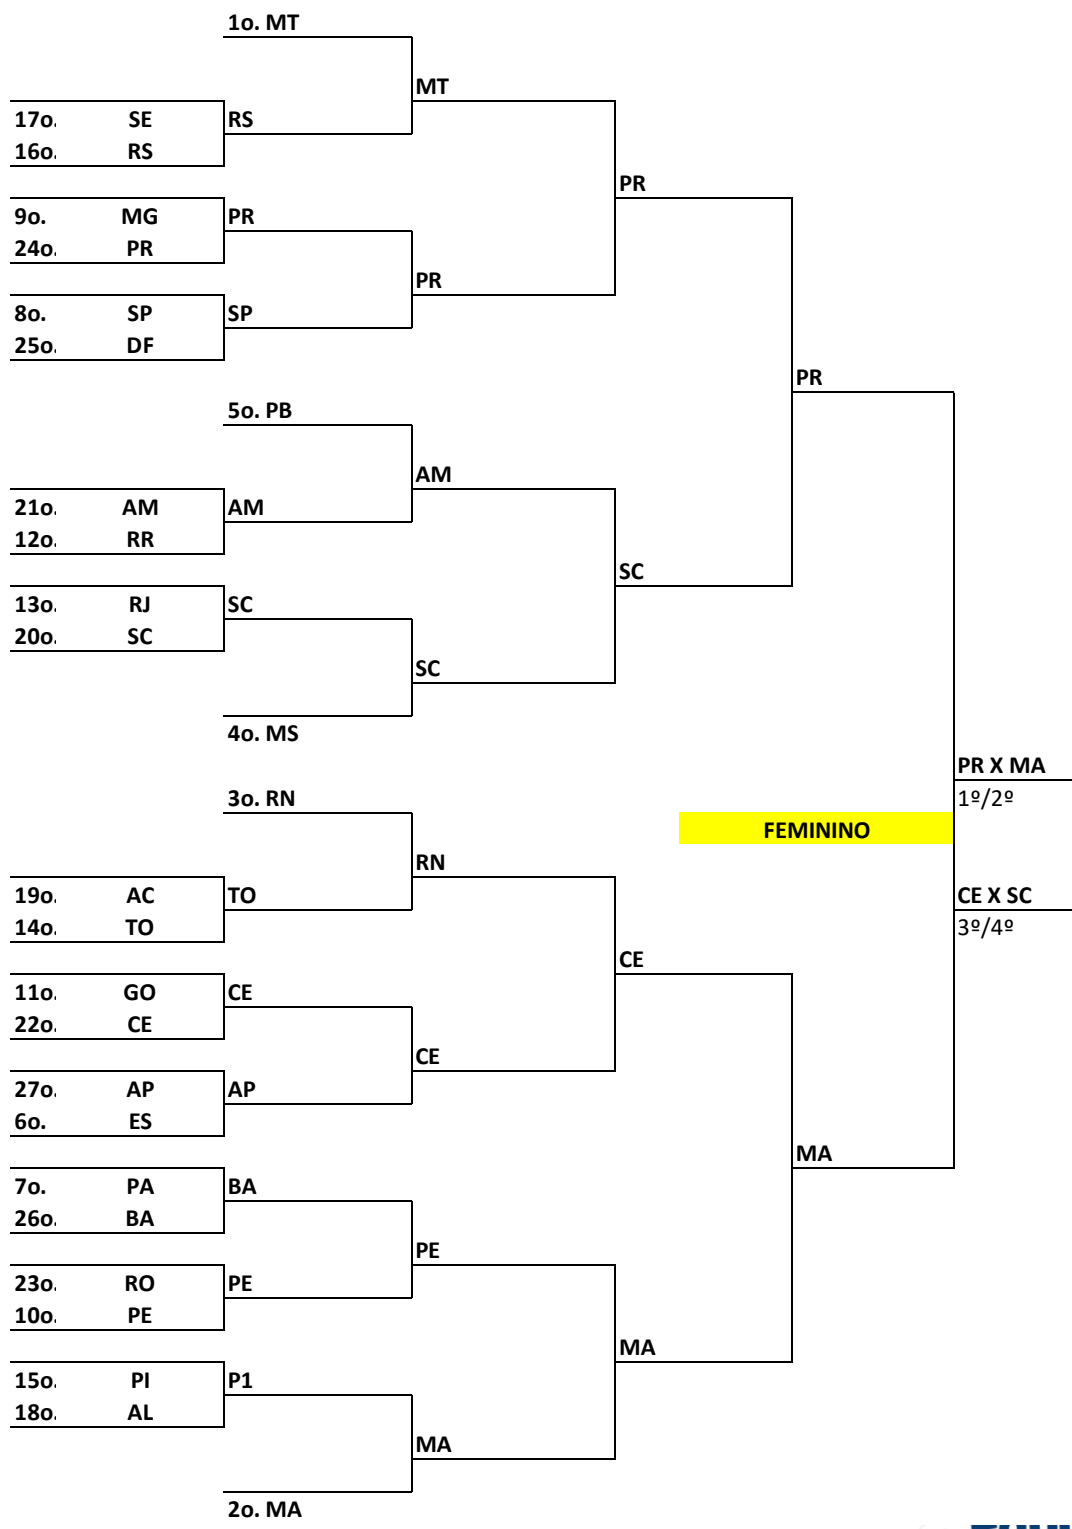 1o. MT
MT
17o. SE RS
16o. RS
PR
9o. MG PR
24o. PR
PR
8o. SP SP
25o. DF
PR
5o. PB
AM
21o. AM AM
12o. RR
SC
13o. RJ SC
20o. SC
SC
4o. MS
PR X MA
3o. RN 1º/2º
FEMININO
RN
19o. AC TO CE X SC
14o. TO 3º/4º
CE
11o. GO CE
22o. CE
CE
27o. AP AP
6o. ES
MA
7o. PA BA
26o. BA
PE
23o. RO PE
10o. PE
MA
15o. PI P1
18o. AL
MA
2o. MA